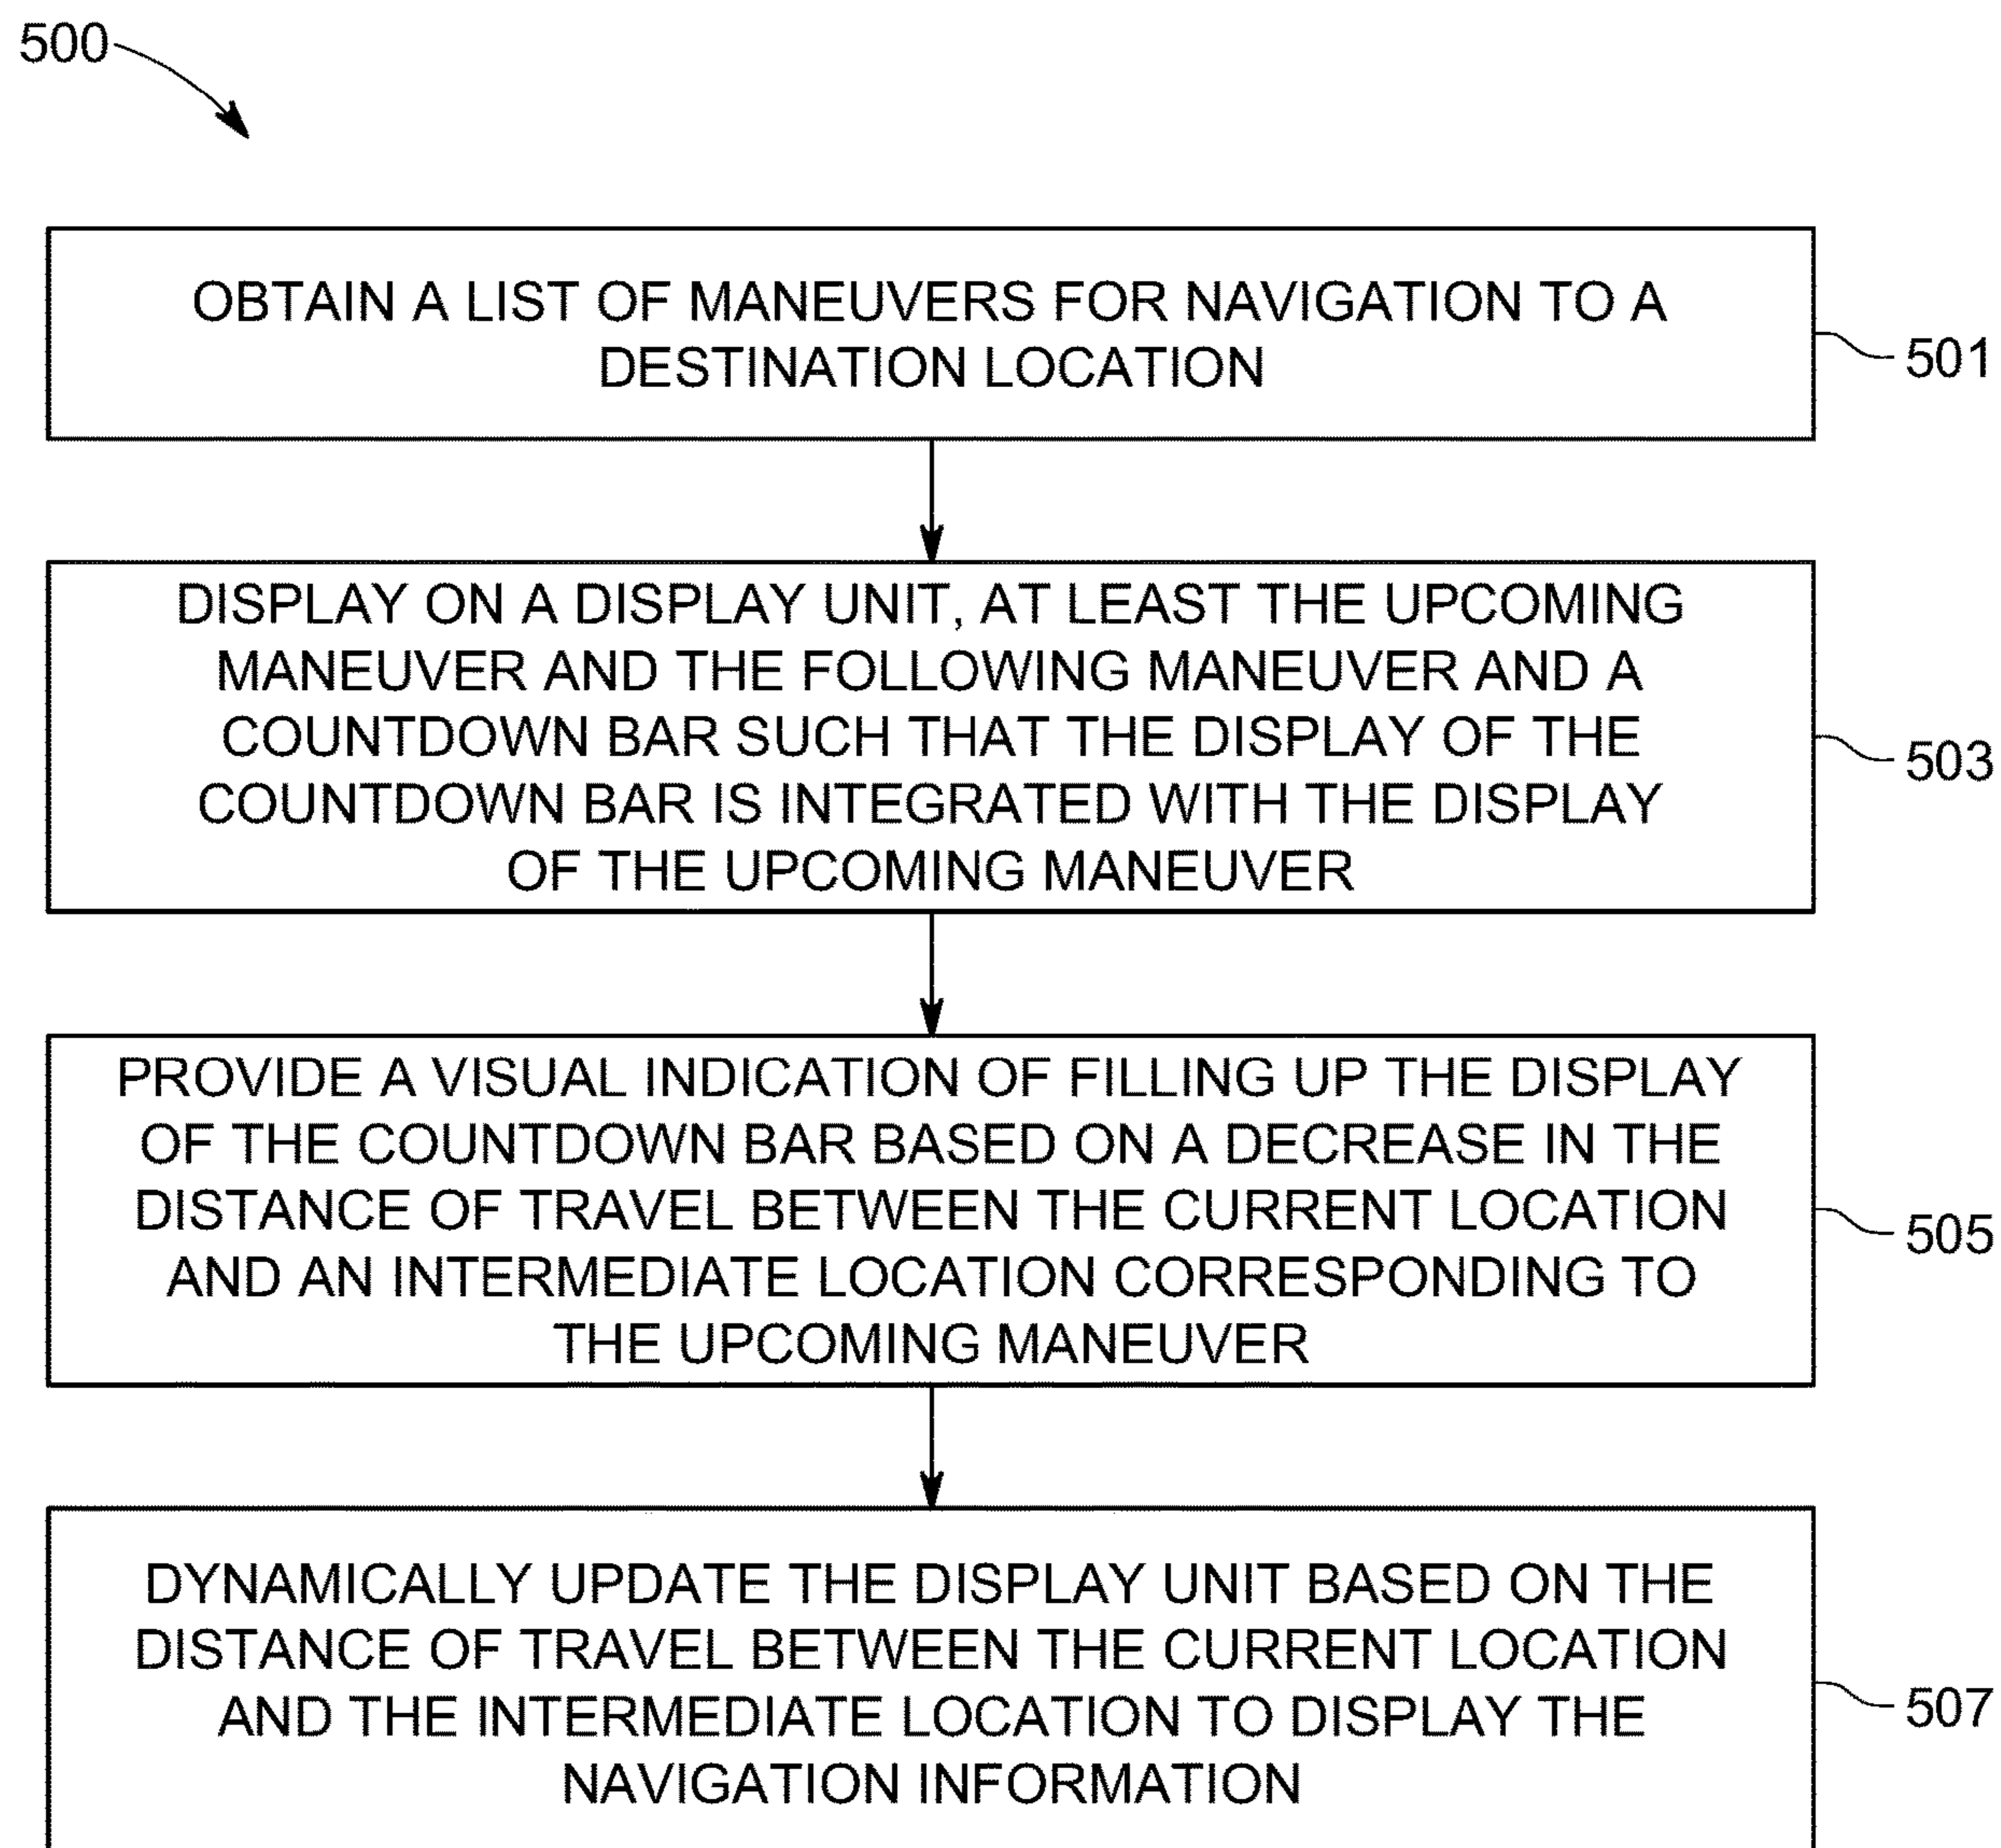 500
OBTAIN A LIST OF MANEUVERS FOR NAVIGATION TO A
DESTINATION LOCATION
501
DISPLAY ON A DISPLAY UNIT, AT LEAST THE UPCOMING
MANEUVER AND THE FOLLOWING MANEUVER AND A
COUNTDOWN BAR SUCH THAT THE DISPLAY OF THE
COUNTDOWN BAR IS INTEGRATED WITH THE DISPLAY
OF THE UPCOMING MANEUVER
503
PROVIDE A VISUAL INDICATION OF FILLING UP THE DISPLAY
OF THE COUNTDOWN BAR BASED ON A DECREASE IN THE
DISTANCE OF TRAVEL BETWEEN THE CURRENT LOCATION
AND AN INTERMEDIATE LOCATION CORRESPONDING TO
THE UPCOMING MANEUVER
505
DYNAMICALLY UPDATE THE DISPLAY UNIT BASED ON THE
DISTANCE OF TRAVEL BETWEEN THE CURRENT LOCATION
AND THE INTERMEDIATE LOCATION TO DISPLAY THE
NAVIGATION INFORMATION
507